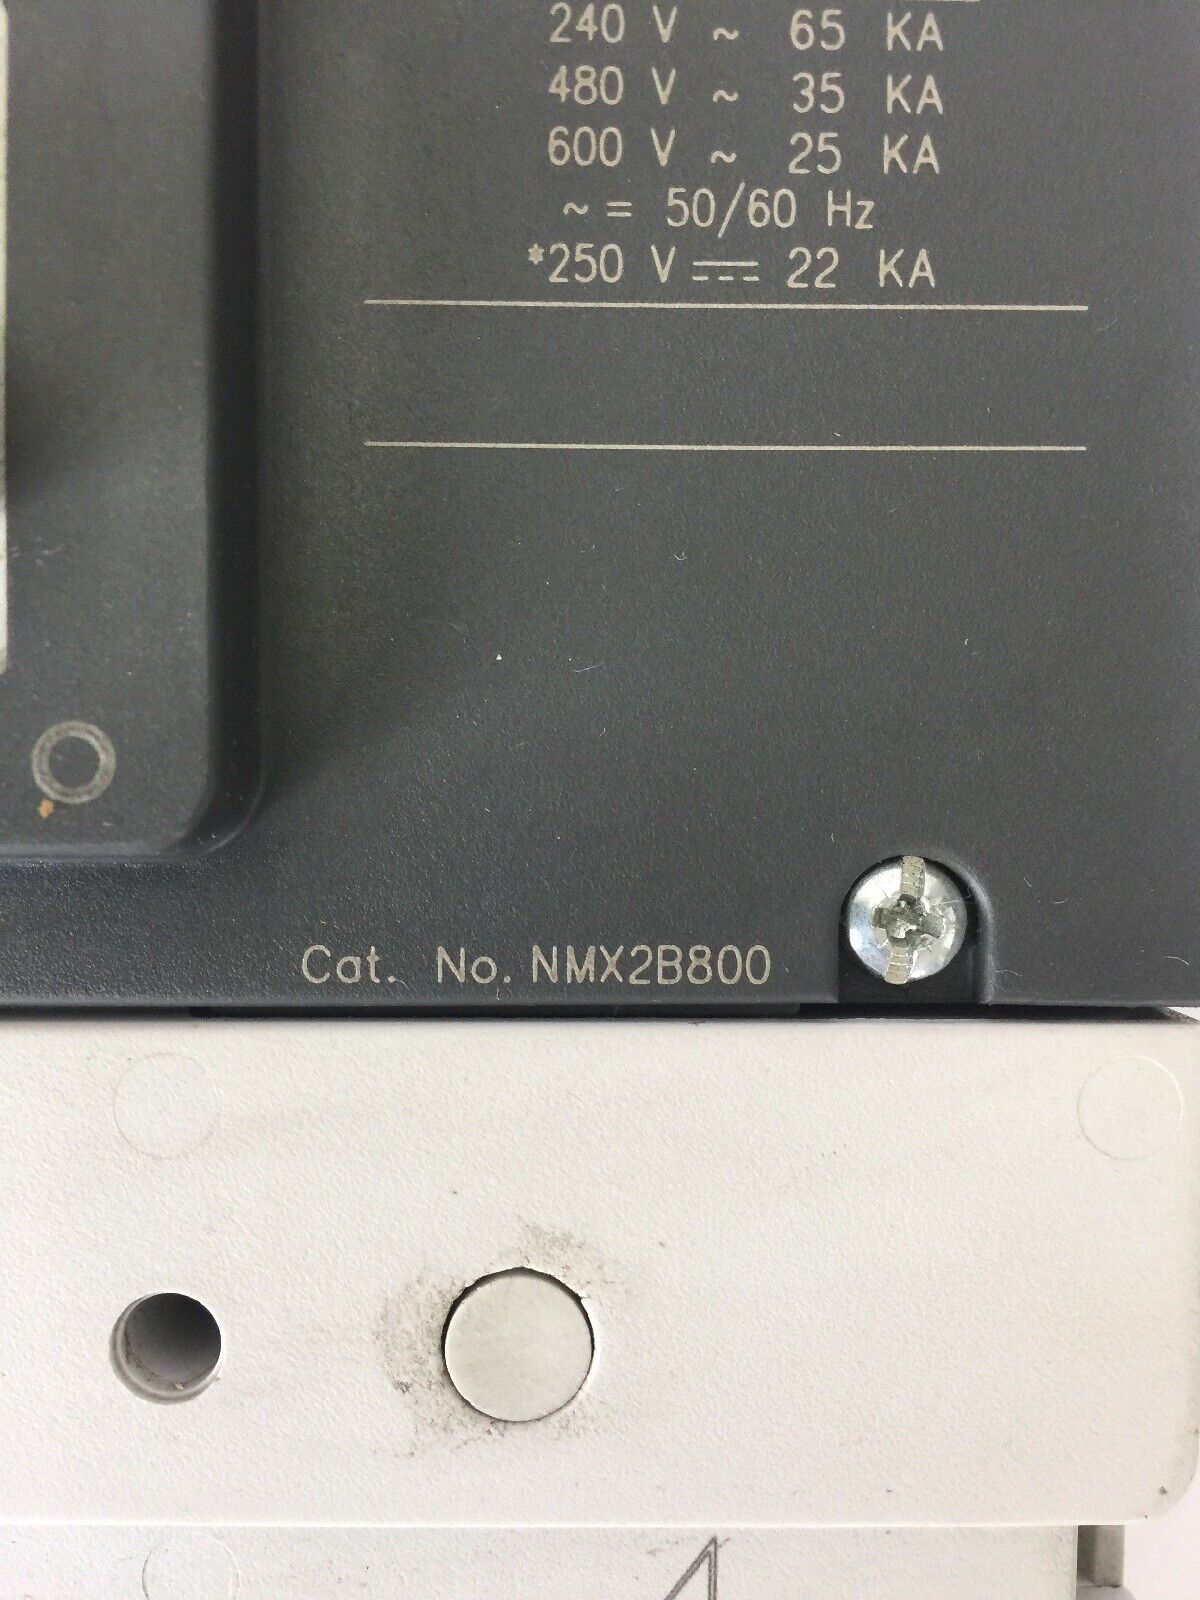 240 V ~ 65 KA
480 V ~ 35 KA
600 V ~ 25 KA
~ = 50/60 Hz
*250 V ⎓ 22 KA
Cat. No. NMX2B800